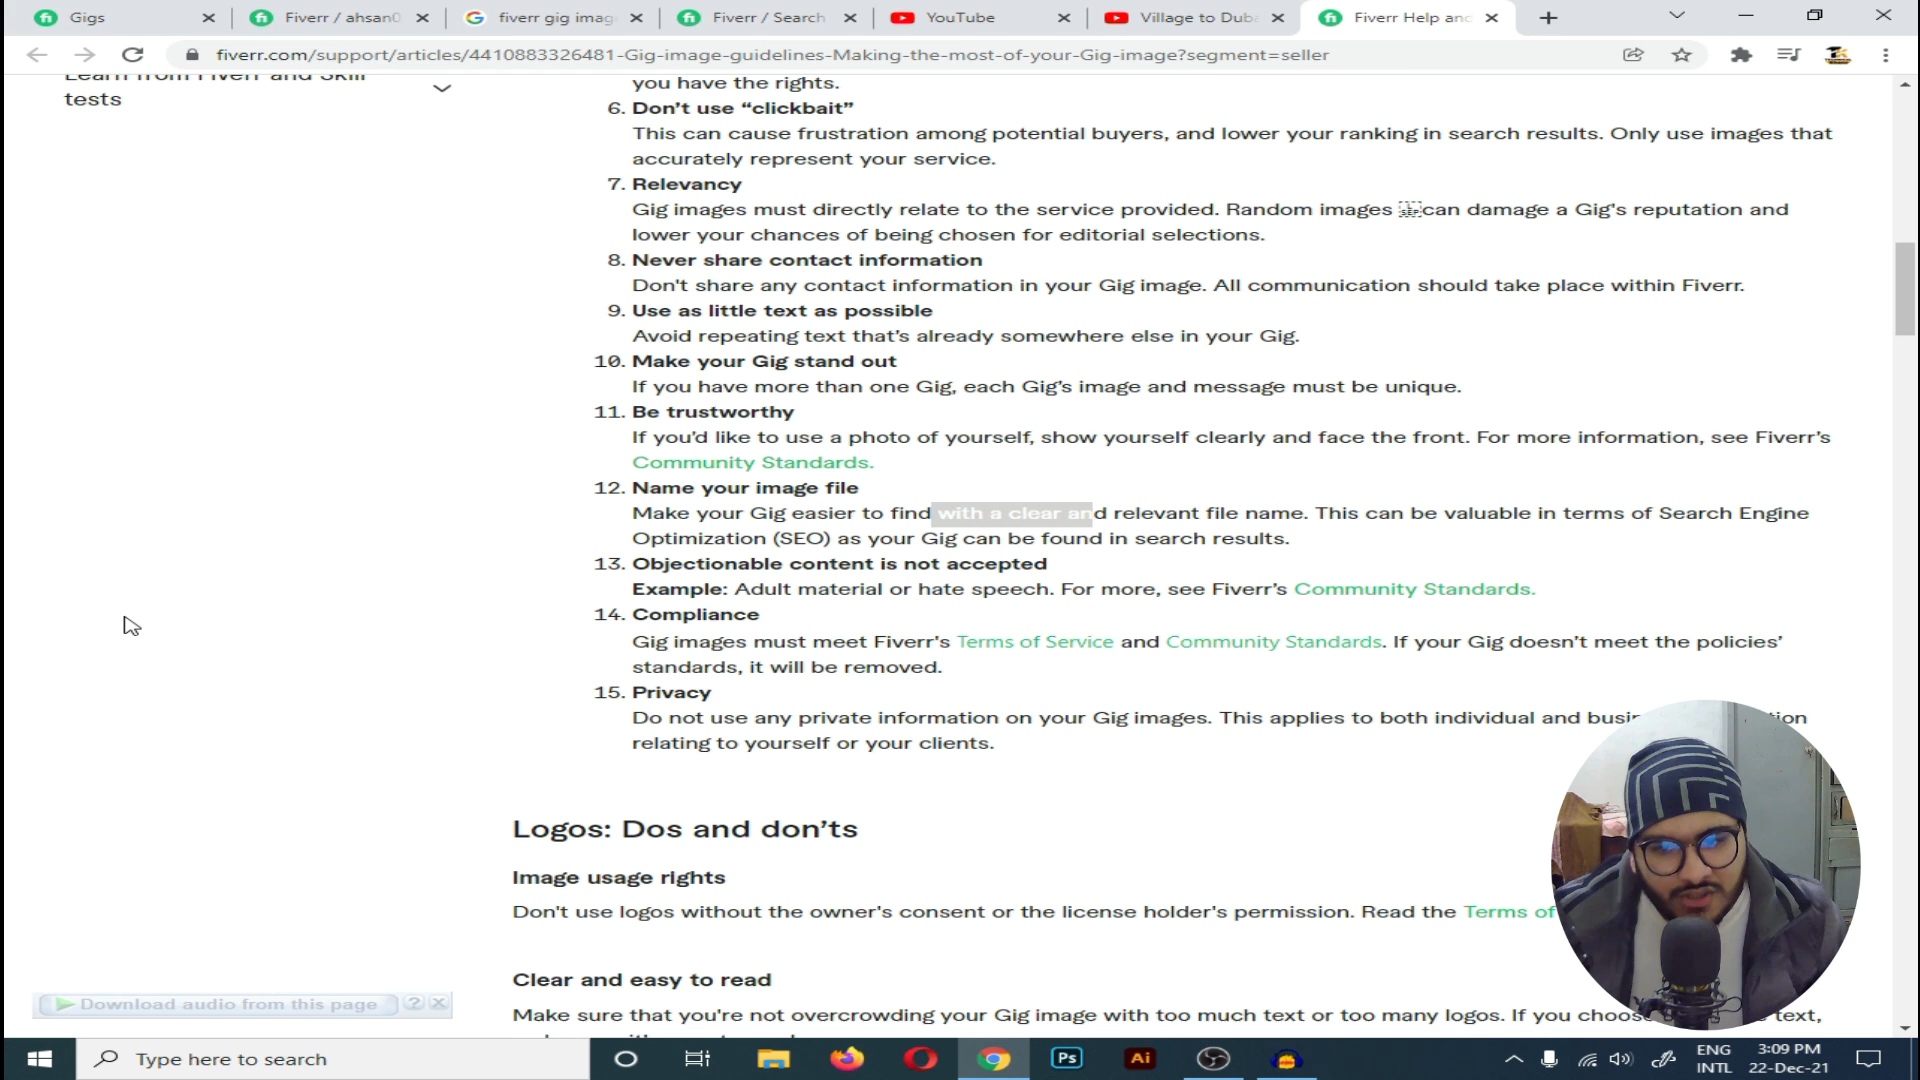 Gigs
Fiverr / ahsan0
fiverr gig imag
Fiverr / Search
YouTube
Village to Duba
Fiverr Help and
fiverr.com/support/articles/4410883326481-Gig-image-guidelines-Making-the-most-of-your-Gig-image?segment=seller
Learn from Fiverr and Skill
tests
you have the rights.
6. Don't use “clickbait”
This can cause frustration among potential buyers, and lower your ranking in search results. Only use images that
accurately represent your service.
7. Relevancy
Gig images must directly relate to the service provided. Random images can damage a Gig's reputation and
lower your chances of being chosen for editorial selections.
8. Never share contact information
Don't share any contact information in your Gig image. All communication should take place within Fiverr.
9. Use as little text as possible
Avoid repeating text that's already somewhere else in your Gig.
10. Make your Gig stand out
If you have more than one Gig, each Gig's image and message must be unique.
11. Be trustworthy
If you'd like to use a photo of yourself, show yourself clearly and face the front. For more information, see Fiverr's
Community Standards.
12. Name your image file
Make your Gig easier to find with a clear and relevant file name. This can be valuable in terms of Search Engine
Optimization (SEO) as your Gig can be found in search results.
13. Objectionable content is not accepted
Example: Adult material or hate speech. For more, see Fiverr's Community Standards.
14. Compliance
Gig images must meet Fiverr's Terms of Service and Community Standards. If your Gig doesn't meet the policies'
standards, it will be removed.
15. Privacy
Do not use any private information on your Gig images. This applies to both individual and busi tion
relating to yourself or your clients.
Logos: Dos and don'ts
Image usage rights
Don't use logos without the owner's consent or the license holder's permission. Read the Terms of
Clear and easy to read
Download audio from this page ?
Make sure that you're not overcrowding your Gig image with too much text or too many logos. If you choos text,
Type here to search
Ps
Ai
ENG
INTL
3:09 PM
22-Dec-21